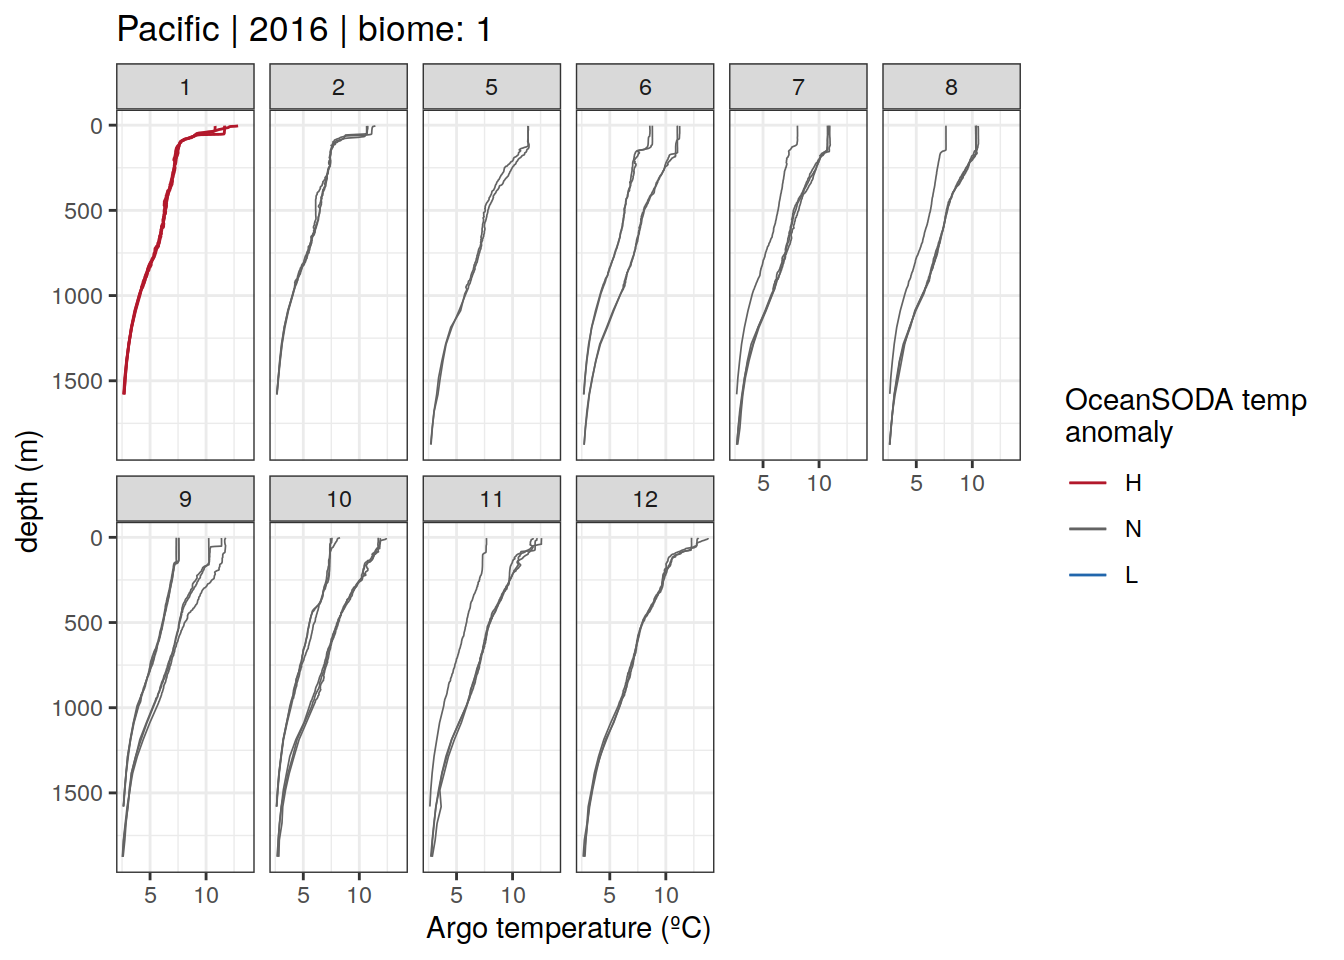 Pacific | 2016 | biome: 1
1 2 5 6 7 8
0
500
1000
1500
5 10 5 10
9 10 11 12
0
500
1000
1500
5 10 5 10 5 10 5 10
depth (m)
Argo temperature (ºC)
OceanSODA temp
anomaly
H
N
L